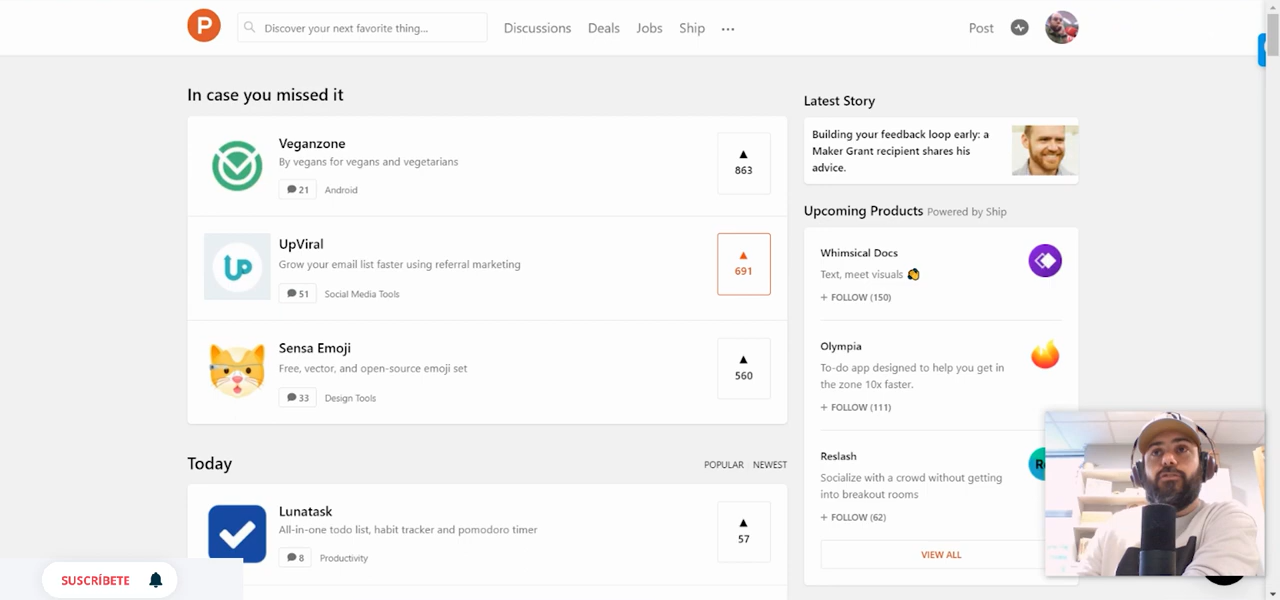 P
Discover your next favorite thing...
Discussions
Deals
Jobs
Ship
Post
In case you missed it
Veganzone
By vegans for vegans and vegetarians
21
Android
863
UP
UpViral
Grow your email list faster using referral marketing
51
Social Media Tools
691
Sensa Emoji
Free, vector, and open-source emoji set
33
Design Tools
560
Today
POPULAR
NEWEST
Lunatask
All-in-one todo list, habit tracker and pomodoro timer
8
Productivity
57
Latest Story
Building your feedback loop early: a
Maker Grant recipient shares his
advice.
Upcoming Products Powered by Ship
Whimsical Docs
Text, meet visuals
+ FOLLOW (150)
Olympia
To-do app designed to help you get in
the zone 10x faster.
+ FOLLOW (111)
Reslash
Socialize with a crowd without getting
into breakout rooms
+ FOLLOW (62)
VIEW ALL
SUSCRÍBETE